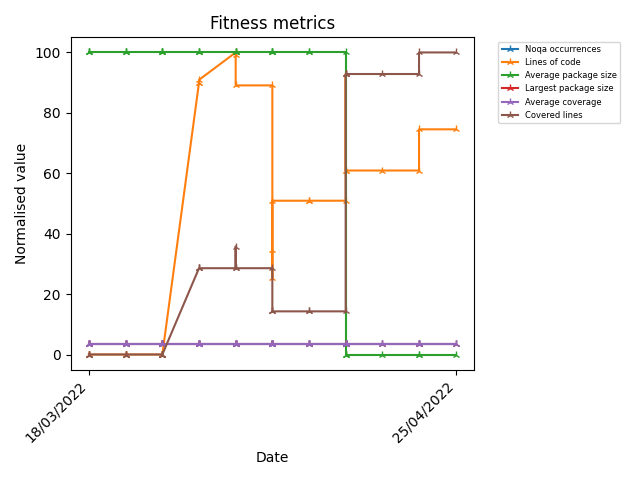 Fitness metrics
Normalised value
100
80
60
40
20
0
18/03/2022
25/04/2022
Date
Noqa occurrences
Lines of code
Average package size
Largest package size
Average coverage
Covered lines